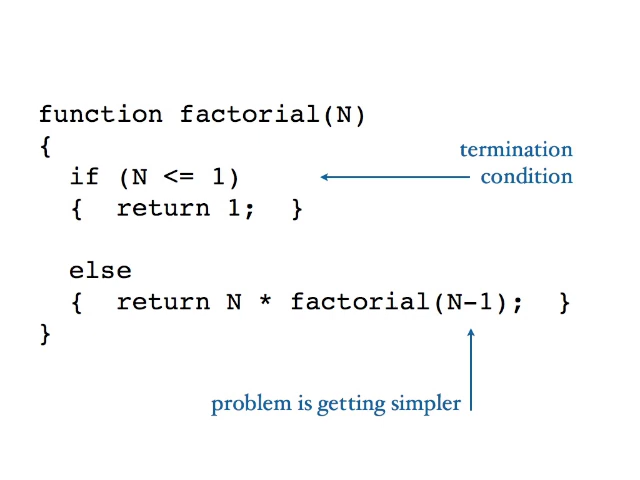 function factorial(N)
{
if (N <= 1)
{ return 1; }
termination
condition
else
{ return N * factorial(N-1); }
}
problem is getting simpler